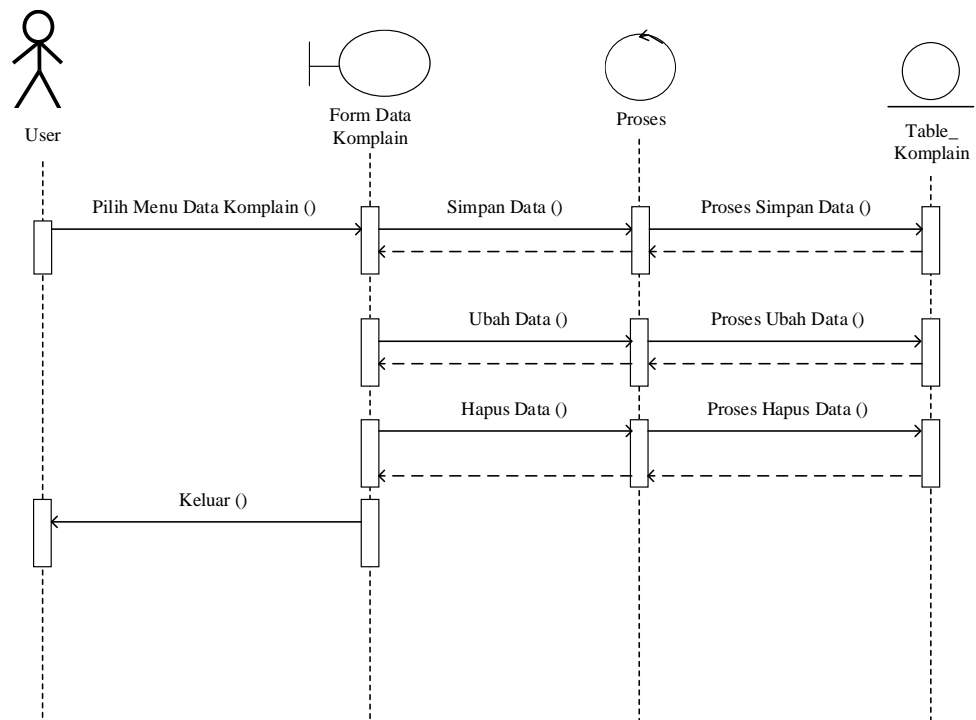 User
Form Data
Komplain
Proses
Table_
Komplain
Pilih Menu Data Komplain ()
Simpan Data ()
Proses Simpan Data ()
Ubah Data ()
Proses Ubah Data ()
Hapus Data ()
Proses Hapus Data ()
Keluar ()